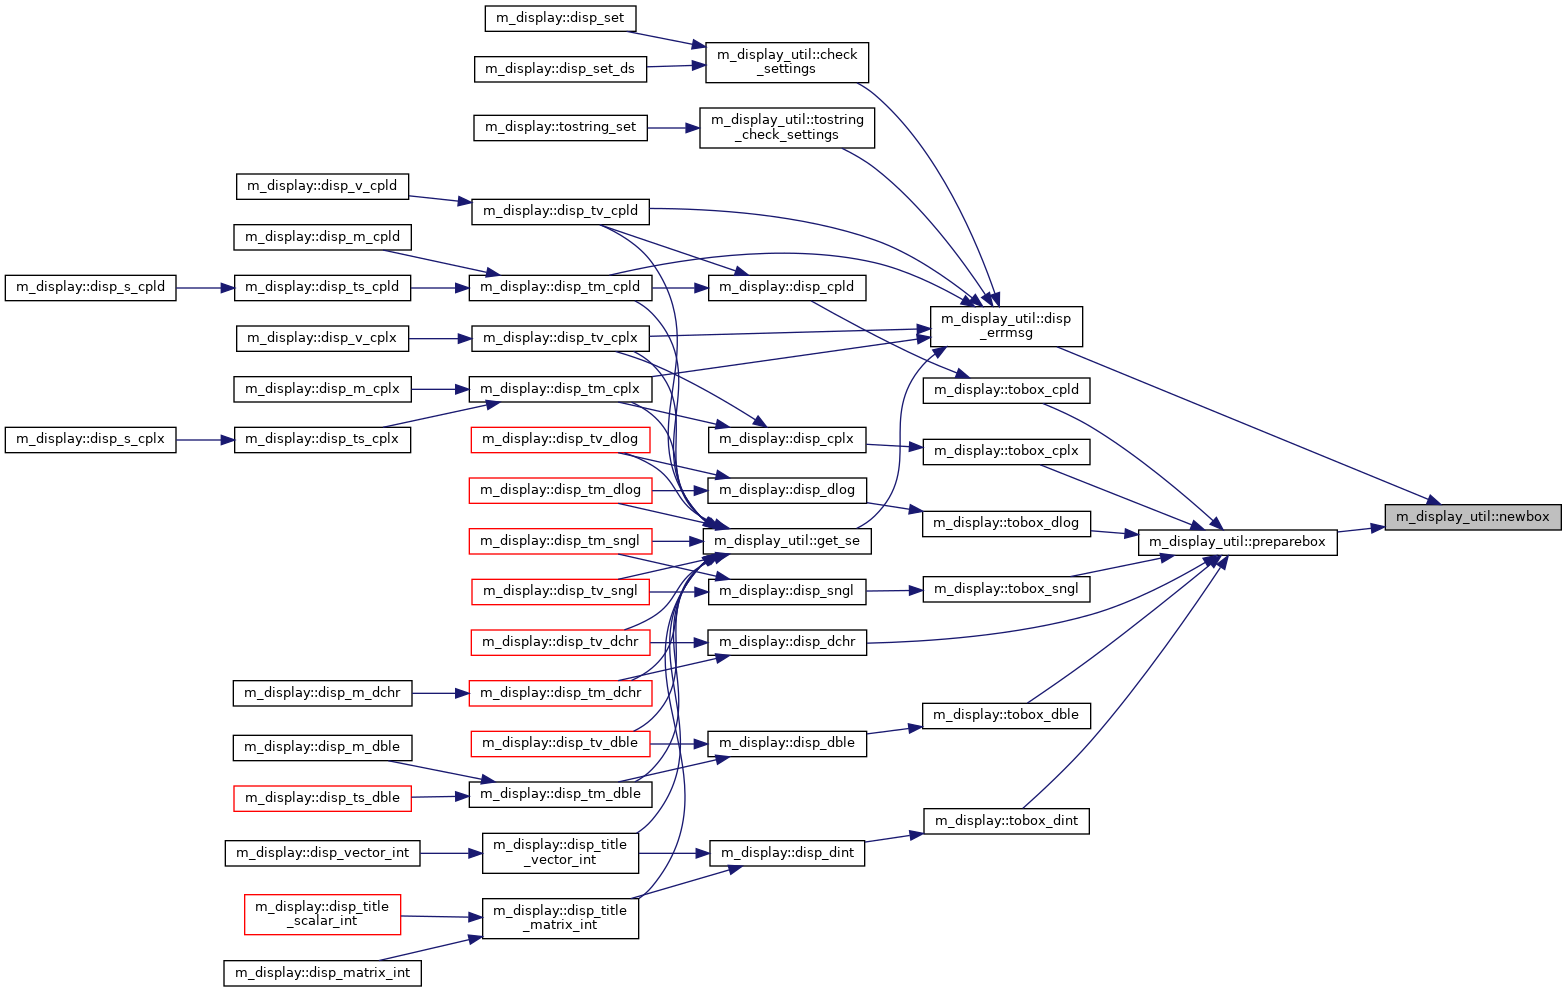 m_display::disp_set
m_display_util::check
_settings
m_display::disp_set_ds
m_display_util::tostring
_check_settings
m_display::tostring_set
m_display::disp_v_cpld
m_display::disp_tv_cpld
m_display::disp_m_cpld
m_display::disp_s_cpld
m_display::disp_ts_cpld
m_display::disp_tm_cpld
m_display::disp_cpld
m_display_util::disp
_errmsg
m_display::disp_v_cplx
m_display::disp_tv_cplx
m_display::disp_m_cplx
m_display::disp_tm_cplx
m_display::tobox_cpld
m_display::disp_s_cplx
m_display::disp_ts_cplx
m_display::disp_tv_dlog
m_display::disp_cplx
m_display::tobox_cplx
m_display::disp_tm_dlog
m_display::disp_dlog
m_display::tobox_dlog
m_display_util::newbox
m_display::disp_tm_sngl
m_display_util::get_se
m_display_util::preparebox
m_display::disp_tv_sngl
m_display::disp_sngl
m_display::tobox_sngl
m_display::disp_tv_dchr
m_display::disp_dchr
m_display::disp_m_dchr
m_display::disp_tm_dchr
m_display::tobox_dble
m_display::disp_m_dble
m_display::disp_tv_dble
m_display::disp_dble
m_display::disp_ts_dble
m_display::disp_tm_dble
m_display::tobox_dint
m_display::disp_vector_int
m_display::disp_title
_vector_int
m_display::disp_dint
m_display::disp_title
_scalar_int
m_display::disp_title
_matrix_int
m_display::disp_matrix_int